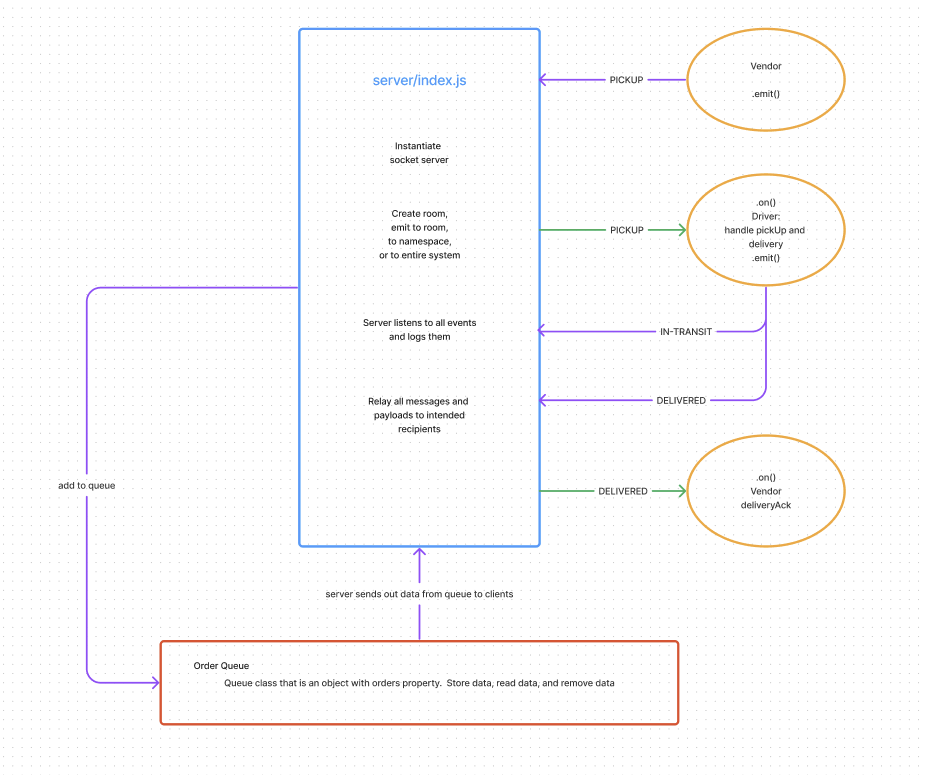 server/index.js
PICKUP
Vendor
.emit()
Instantiate
socket server
Create room,
emit to room,
to namespace,
or to entire system
PICKUP
.on()
Driver:
handle pickUp and
delivery
.emit()
Server listens to all events
and logs them
IN-TRANSIT
Relay all messages and
payloads to intended
recipients
DELIVERED
DELIVERED
.on()
Vendor
deliveryAck
add to queue
server sends out data from queue to clients
Order Queue
Queue class that is an object with orders property.  Store data, read data, and remove data